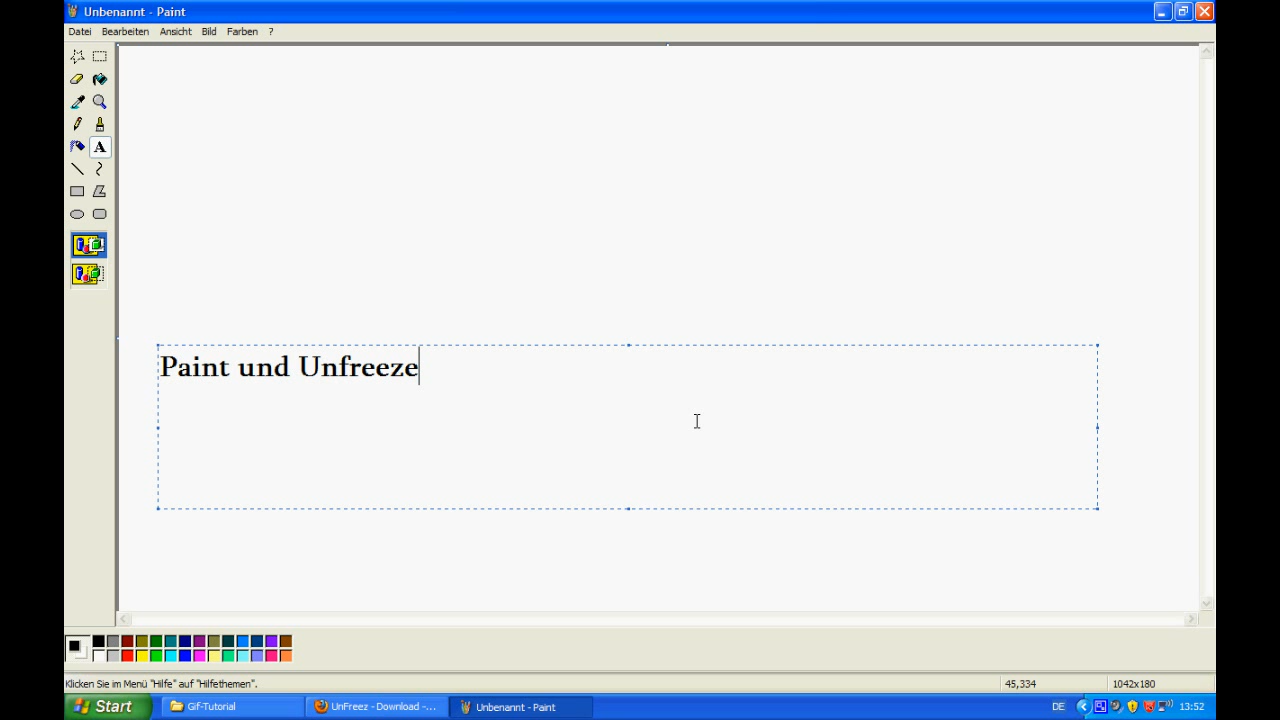 Unbenannt - Paint
Datei Bearbeiten Ansicht Bild Farben ?
A
Paint und Unfreeze
Klicken Sie im Menü "Hilfe" auf "Hilfethemen".
45,334
1042x180
Start
Gif-Tutorial
UnFreez - Download -...
Unbenannt - Paint
DE
13:52